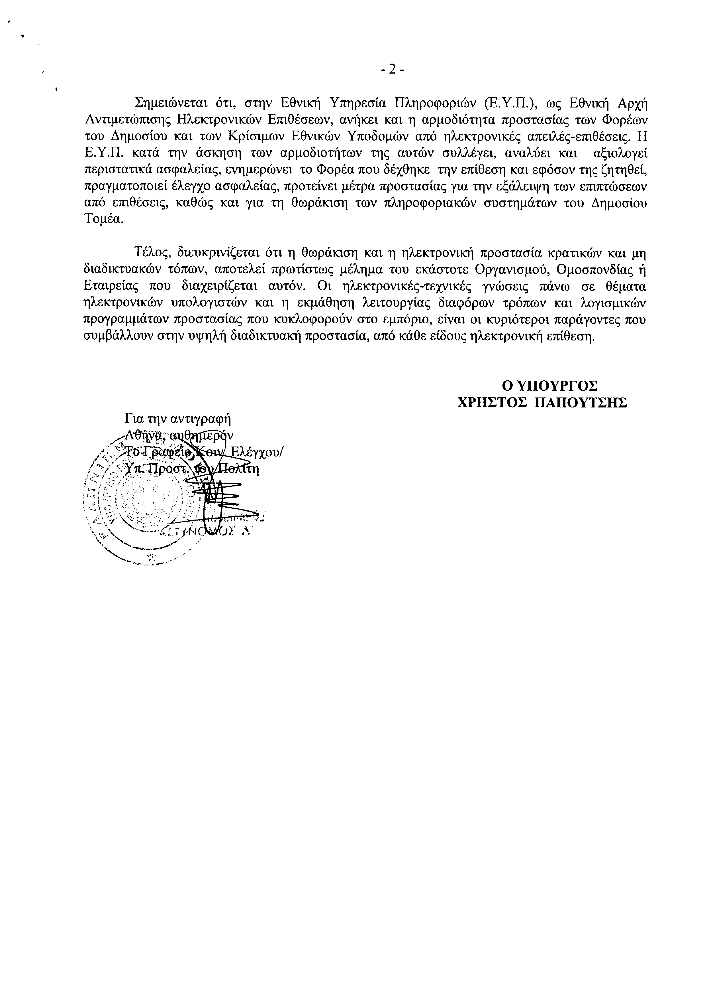 - 2 -
Σημειώνεται ότι, στην Εθνική Υπηρεσία Πληροφοριών (Ε.Υ.Π.), ως Εθνική Αρχή
Αντιμετώπισης Ηλεκτρονικών Επιθέσεων, ανήκει και η αρμοδιότητα προστασίας των Φορέων
του Δημοσίου και των Κρίσιμων Εθνικών Υποδομών από ηλεκτρονικές απειλές-επιθέσεις. Η
Ε.Υ.Π. κατά την άσκηση των αρμοδιοτήτων της αυτών συλλέγει, αναλύει και αξιολογεί
περιστατικά ασφαλείας, ενημερώνει το Φορέα που δέχθηκε την επίθεση και εφόσον της ζητηθεί,
πραγματοποιεί έλεγχο ασφαλείας, προτείνει μέτρα προστασίας για την εξάλειψη των επιπτώσεων
από επιθέσεις, καθώς και για τη θωράκιση των πληροφοριακών συστημάτων του Δημοσίου
Τομέα.
Τέλος, διευκρινίζεται ότι η θωράκιση και η ηλεκτρονική προστασία κρατικών και μη
διαδικτυακών τόπων, αποτελεί πρωτίστως μέλημα του εκάστοτε Οργανισμού, Ομοσπονδίας ή
Εταιρείας που διαχειρίζεται αυτόν. Οι ηλεκτρονικές-τεχνικές γνώσεις πάνω σε θέματα
ηλεκτρονικών υπολογιστών και η εκμάθηση λειτουργίας διαφόρων τρόπων και λογισμικών
προγραμμάτων προστασίας που κυκλοφορούν στο εμπόριο, είναι οι κυριότεροι παράγοντες που
συμβάλλουν στην υψηλή διαδικτυακή προστασία, από κάθε είδους ηλεκτρονική επίθεση.
Ο ΥΠΟΥΡΓΟΣ
ΧΡΗΣΤΟΣ ΠΑΠΟΥΤΣΗΣ
Για την αντιγραφή
Αθήνα, αυθημερόν
Το Γραφείο Κοιν. Ελέγχου/
Υπ. Προστ. του Πολίτη
ΑΣΤΥΝΟΜΟΣ Α΄